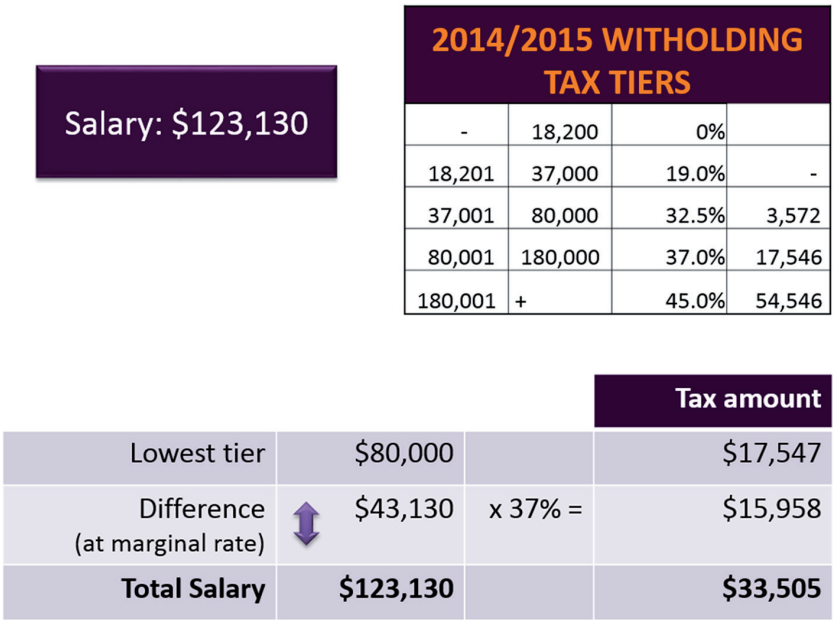 Salary: $123,130
2014/2015 WITHOLDING
TAX TIERS
- 18,200 0%
18,201 37,000 19.0% -
37,001 80,000 32.5% 3,572
80,001 180,000 37.0% 17,546
180,001 + 45.0% 54,546
Tax amount
Lowest tier $80,000 $17,547
Difference $43,130 x 37% = $15,958
(at marginal rate)
Total Salary $123,130 $33,505